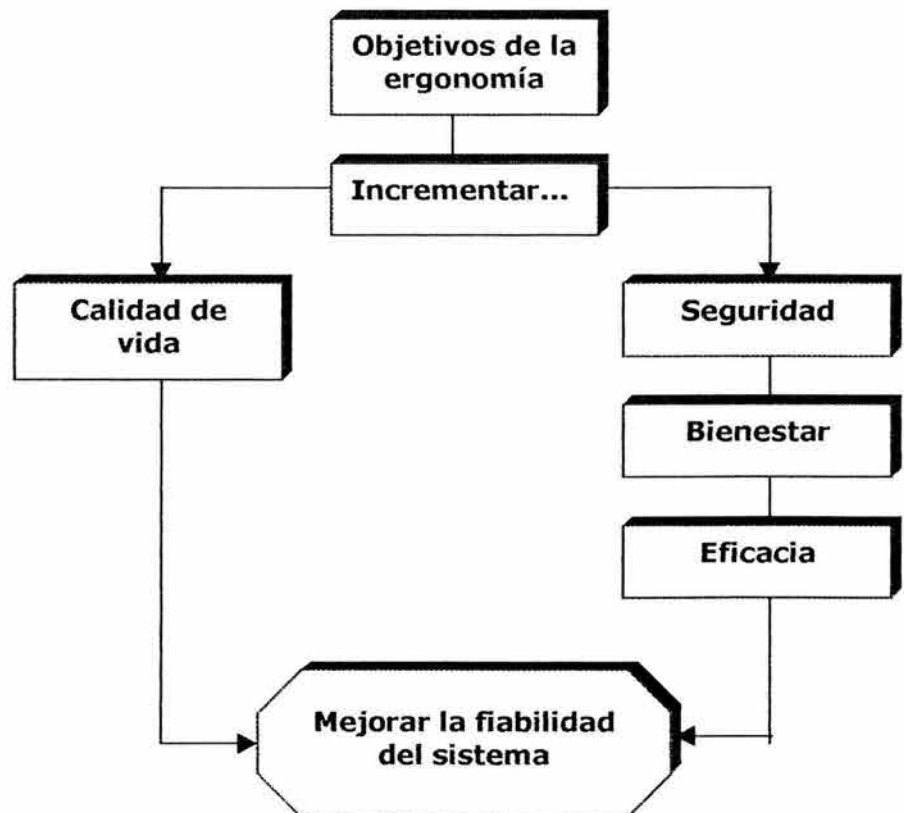 Objetivos de la
ergonomía
Incrementar...
Calidad de
vida
Seguridad
Bienestar
Eficacia
Mejorar la fiabilidad
del sistema